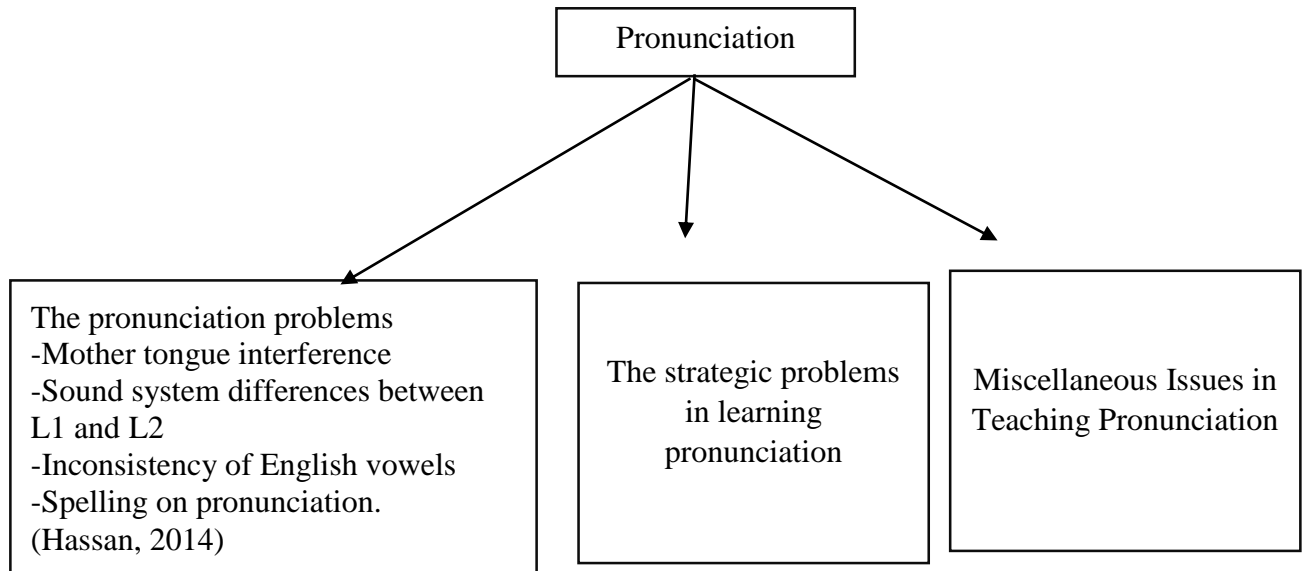 Pronunciation
The pronunciation problems
-Mother tongue interference
-Sound system differences between
L1 and L2
-Inconsistency of English vowels
-Spelling on pronunciation.
(Hassan, 2014)
The strategic problems
in learning
pronunciation
Miscellaneous Issues in
Teaching Pronunciation